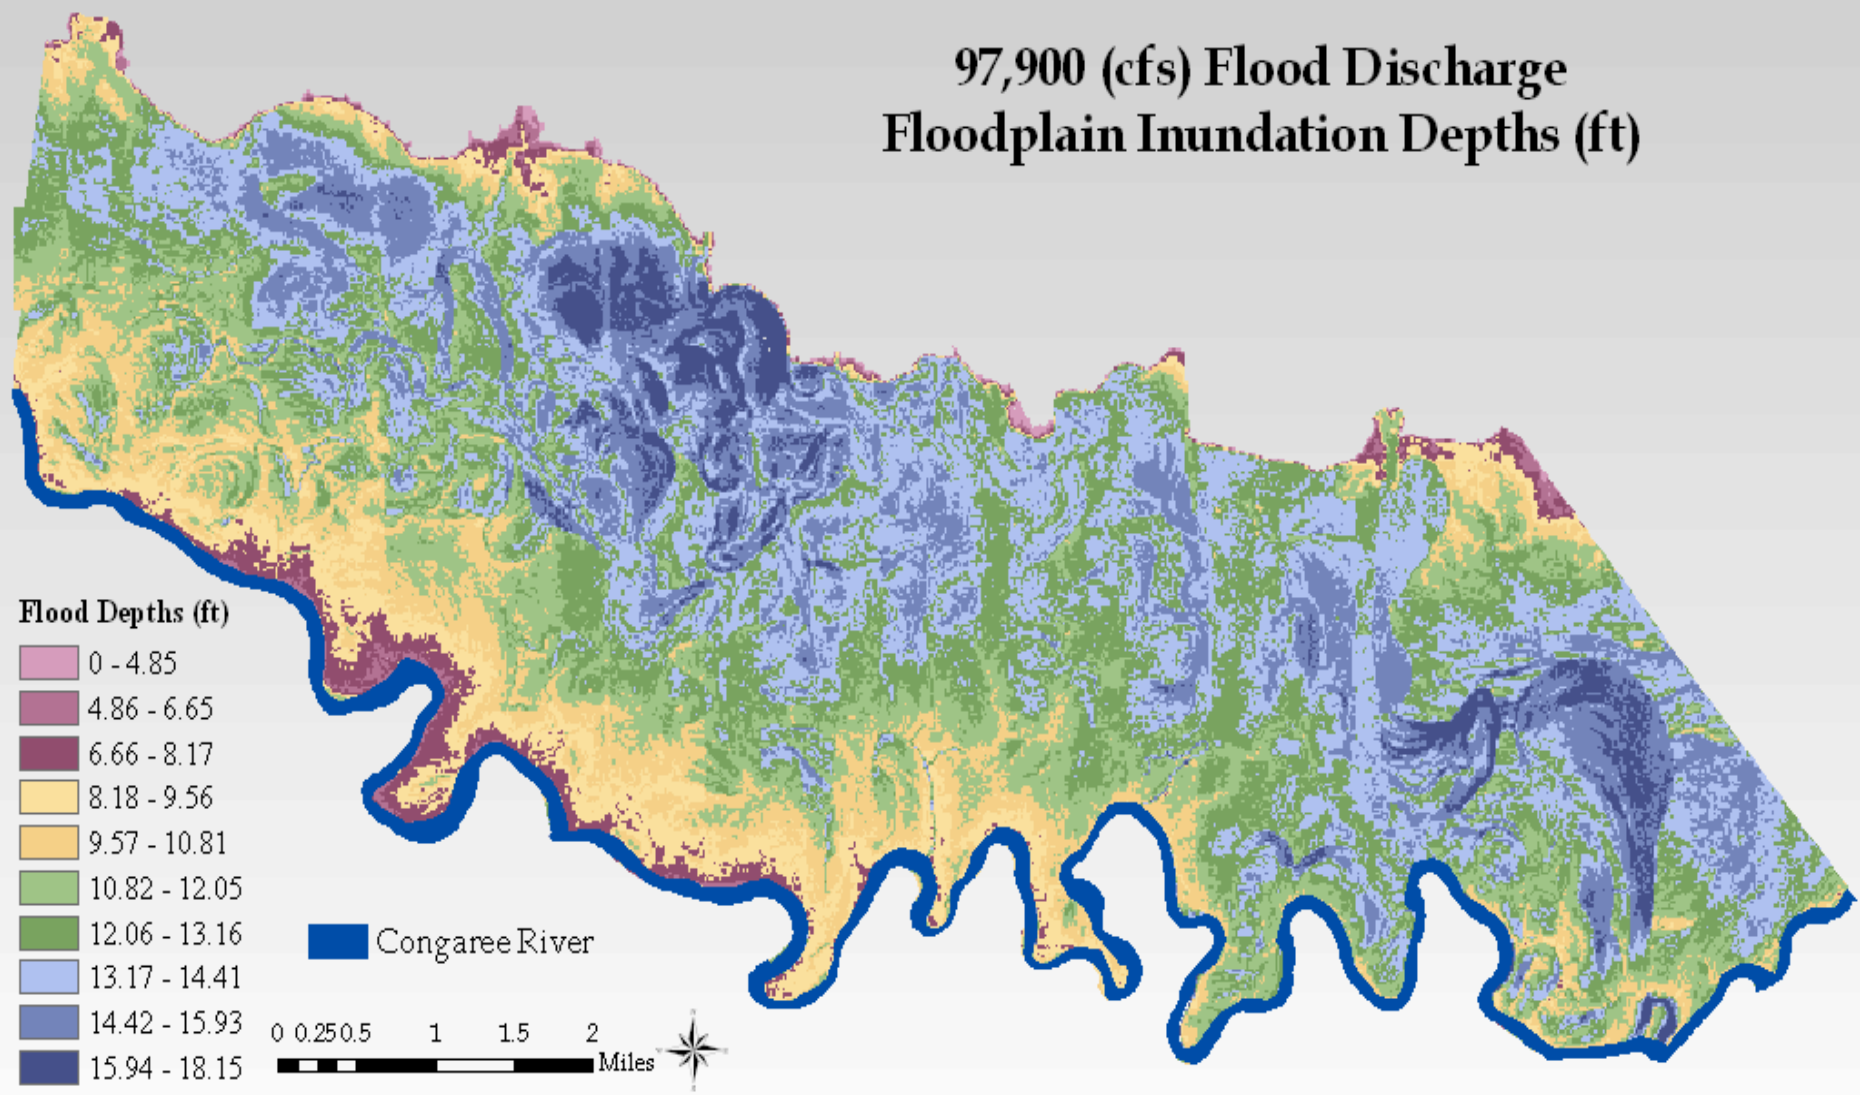 97,900 (cfs) Flood Discharge
Floodplain Inundation Depths (ft)
Flood Depths (ft)
0 - 4.85
4.86 - 6.65
6.66 - 8.17
8.18 - 9.56
9.57 - 10.81
10.82 - 12.05
12.06 - 13.16
13.17 - 14.41
14.42 - 15.93
15.94 - 18.15
Congaree River
0 0.25 0.5 1 1.5 2
Miles